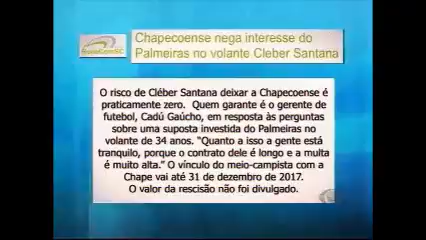 Chapecoense nega interesse do
Palmeiras no volante Cleber Santana
O risco de Cléber Santana deixar a Chapecoense é
praticamente zero. Quem garante é o gerente de
futebol, Cadú Gaúcho, em resposta às perguntas
sobre uma suposta investida do Palmeiras no
volante de 34 anos. "Quanto a isso a gente está
tranquilo, porque o contrato dele é longo e a multa
é muito alta." O vínculo do meio-campista com a
Chape vai até 31 de dezembro de 2017.
O valor da rescisão não foi divulgado.